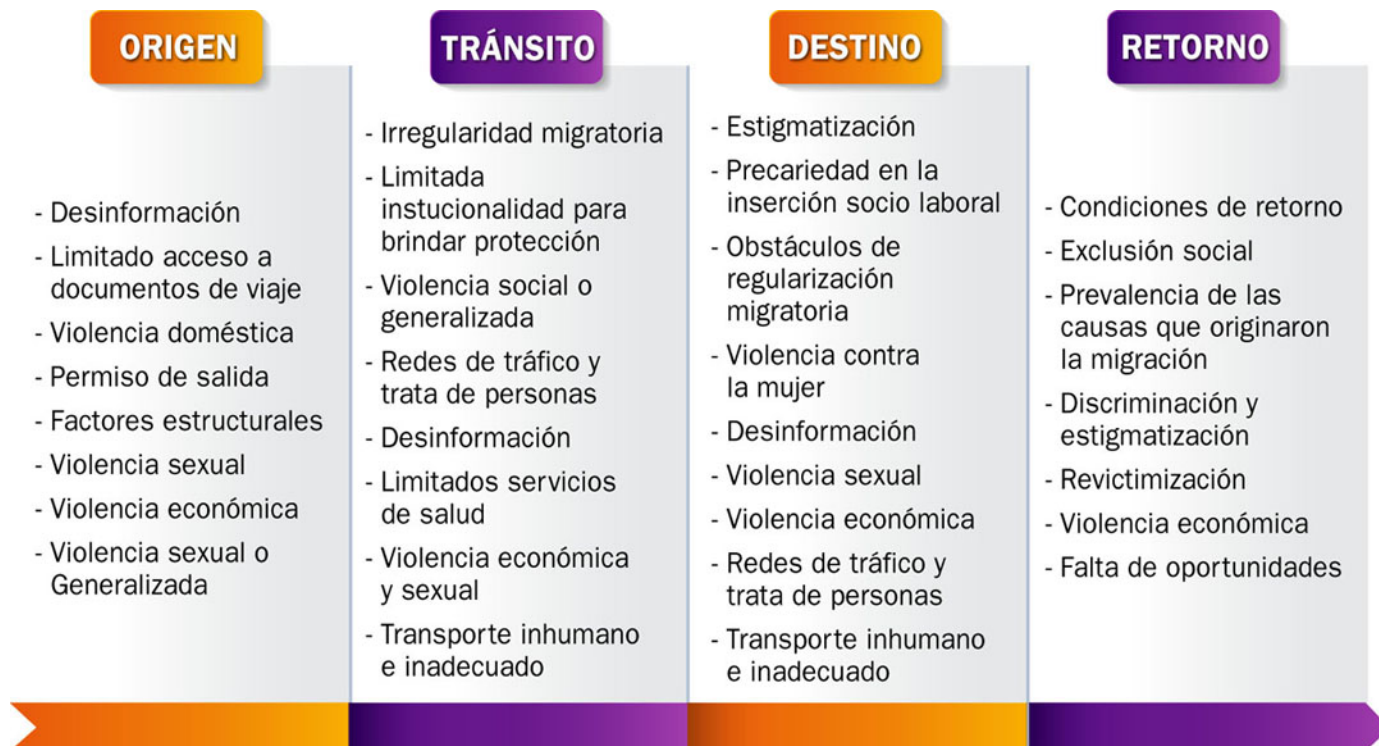 ORIGEN
- Desinformación
- Limitado acceso a
documentos de viaje
- Violencia doméstica
- Permiso de salida
- Factores estructurales
- Violencia sexual
- Violencia económica
- Violencia sexual o
Generalizada
TRÁNSITO
- Irregularidad migratoria
- Limitada
instucionalidad para
brindar protección
- Violencia social o
generalizada
- Redes de tráfico y
trata de personas
- Desinformación
- Limitados servicios
de salud
- Violencia económica
y sexual
- Transporte inhumano
e inadecuado
DESTINO
- Estigmatización
- Precariedad en la
inserción socio laboral
- Obstáculos de
regularización
migratoria
- Violencia contra
la mujer
- Desinformación
- Violencia sexual
- Violencia económica
- Redes de tráfico y
trata de personas
- Transporte inhumano
e inadecuado
RETORNO
- Condiciones de retorno
- Exclusión social
- Prevalencia de las
causas que originaron
la migración
- Discriminación y
estigmatización
- Revictimización
- Violencia económica
- Falta de oportunidades